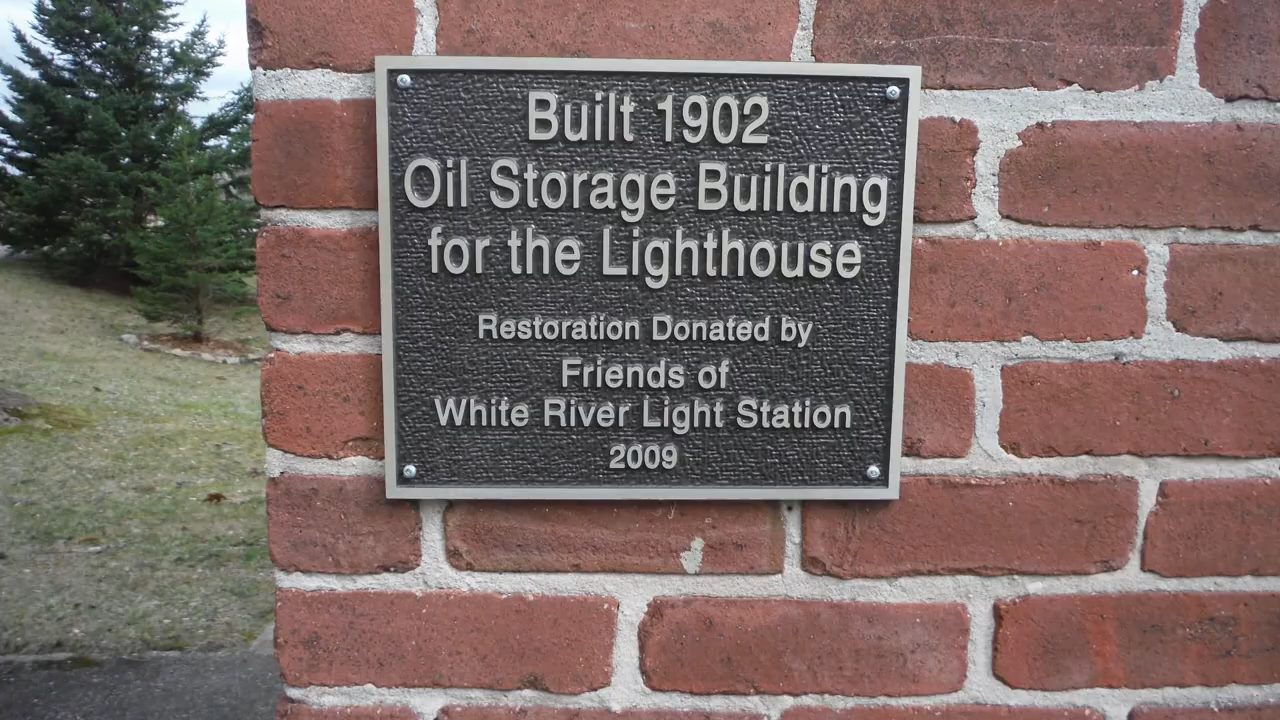 Built 1902
Oil Storage Building
for the Lighthouse
Restoration Donated by
Friends of
White River Light Station
2009